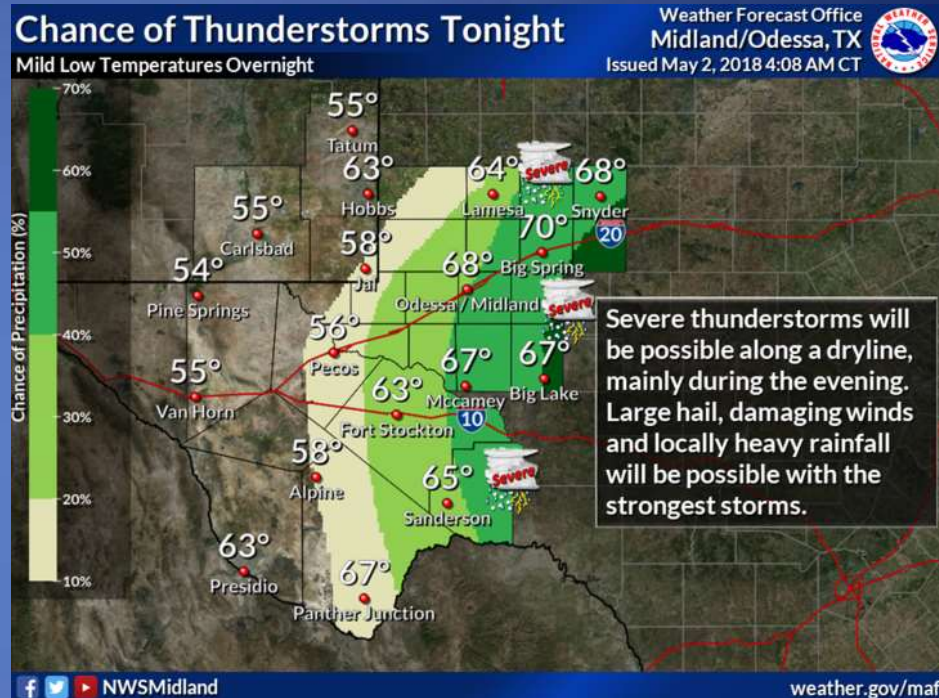 Chance of Thunderstorms Tonight
Mild Low Temperatures Overnight
Weather Forecast Office
Midland/Odessa, TX
Issued May 2, 2018 4:08 AM CT
NATIONAL WEATHER SERVICE
Chance of Precipitation (%)
70%
60%
50%
40%
30%
20%
10%
55°
Tatum
63°
Hobbs
64°
Lamesa
Severe
68°
Snyder
55°
Carlsbad
58°
Jal
70°
Big Spring
20
54°
Pine Springs
68°
Odessa / Midland
Severe
56°
Pecos
55°
Van Horn
63°
Fort Stockton
67°
Mccamey
67°
Big Lake
10
58°
Alpine
65°
Sanderson
Severe
63°
Presidio
67°
Panther Junction
Severe thunderstorms will
be possible along a dryline,
mainly during the evening.
Large hail, damaging winds
and locally heavy rainfall
will be possible with the
strongest storms.
NWSMidland
weather.gov/maf